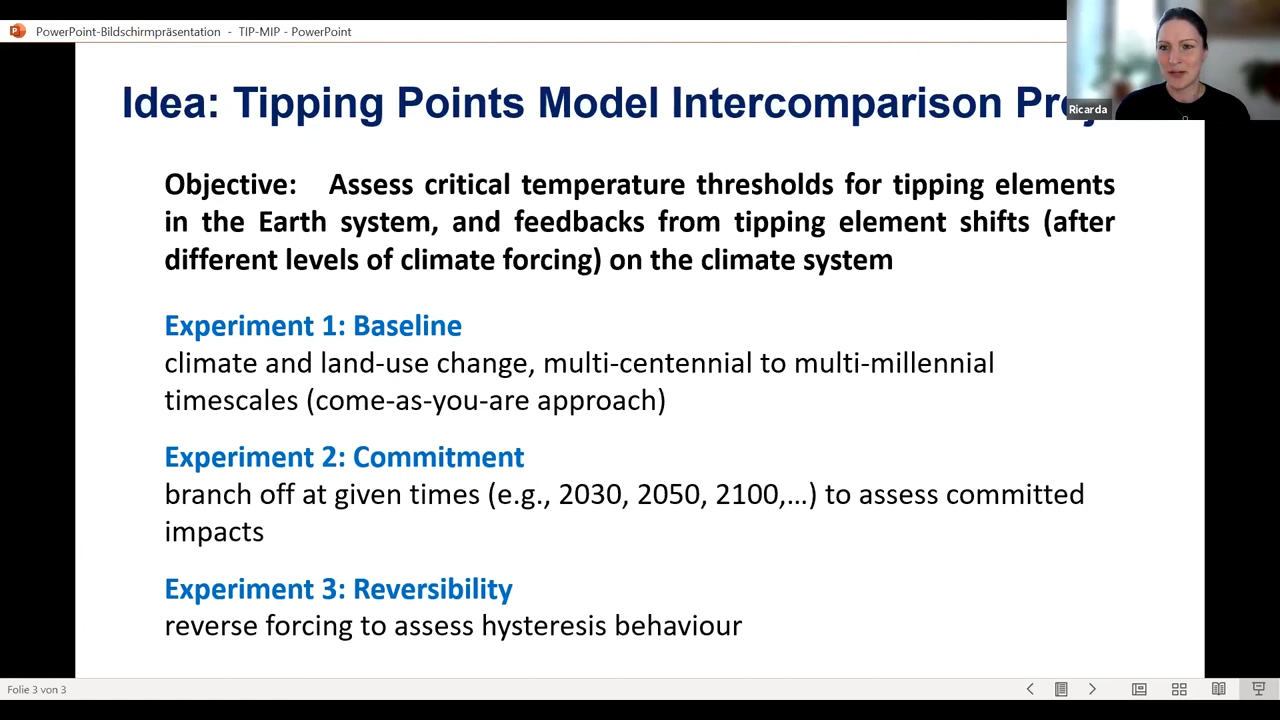 PowerPoint-Bildschirmpräsentation - TIP-MIP - PowerPoint
Ricarda
Idea: Tipping Points Model Intercomparison
Objective: Assess critical temperature thresholds for tipping elements
in the Earth system, and feedbacks from tipping element shifts (after
different levels of climate forcing) on the climate system
Experiment 1: Baseline
climate and land-use change, multi-centennial to multi-millennial
timescales (come-as-you-are approach)
Experiment 2: Commitment
branch off at given times (e.g., 2030, 2050, 2100,…) to assess committed
impacts
Experiment 3: Reversibility
reverse forcing to assess hysteresis behaviour
Folie 3 von 3